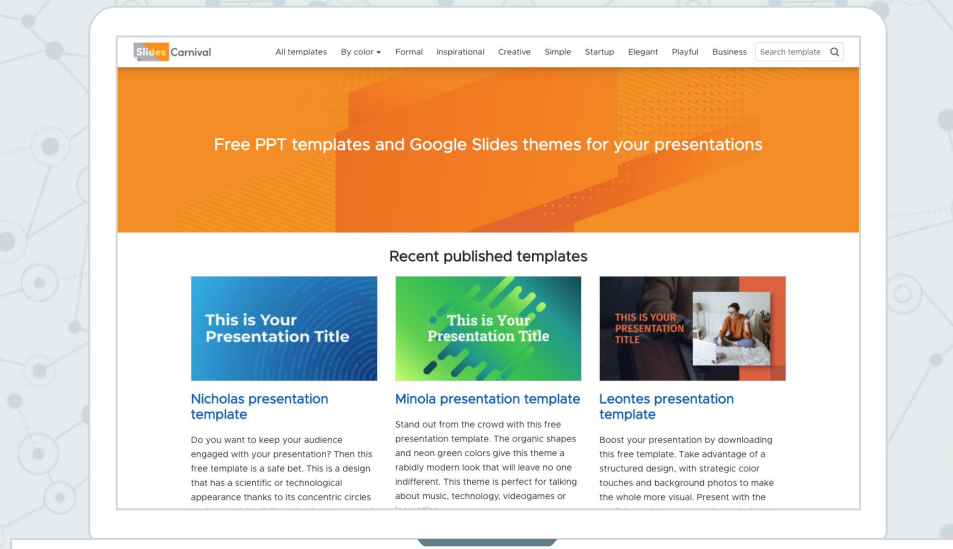 Slides Carnival
All templates
By color
Formal
Inspirational
Creative
Simple
Startup
Elegant
Playful
Business
Search template
Free PPT templates and Google Slides themes for your presentations
Recent published templates
This is Your
Presentation Title
Nicholas presentation
template
Do you want to keep your audience
engaged with your presentation? Then this
free template is a safe bet. This is a design
that has a scientific or technological
appearance thanks to its concentric circles
This is Your
Presentation Title
Minola presentation template
Stand out from the crowd with this free
presentation template. The organic shapes
and neon green colors give this theme a
rabidly modern look that will leave no one
indifferent. This theme is perfect for talking
about music, technology, videogames or
THIS IS YOUR
PRESENTATION
TITLE
Leontes presentation
template
Boost your presentation by downloading
this free template. Take advantage of a
structured design, with strategic color
touches and background photos to make
the whole more visual. Present with the